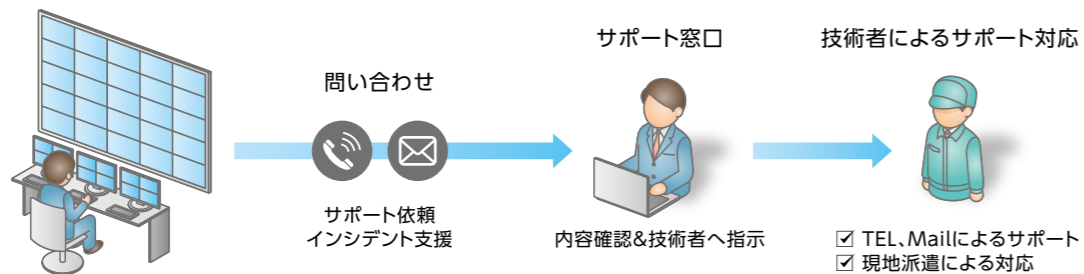 問い合わせ
サポート依頼
インシデント支援
サポート窓口
内容確認&技術者へ指示
技術者によるサポート対応
☑ TEL、Mailによるサポート
☑ 現地派遣による対応